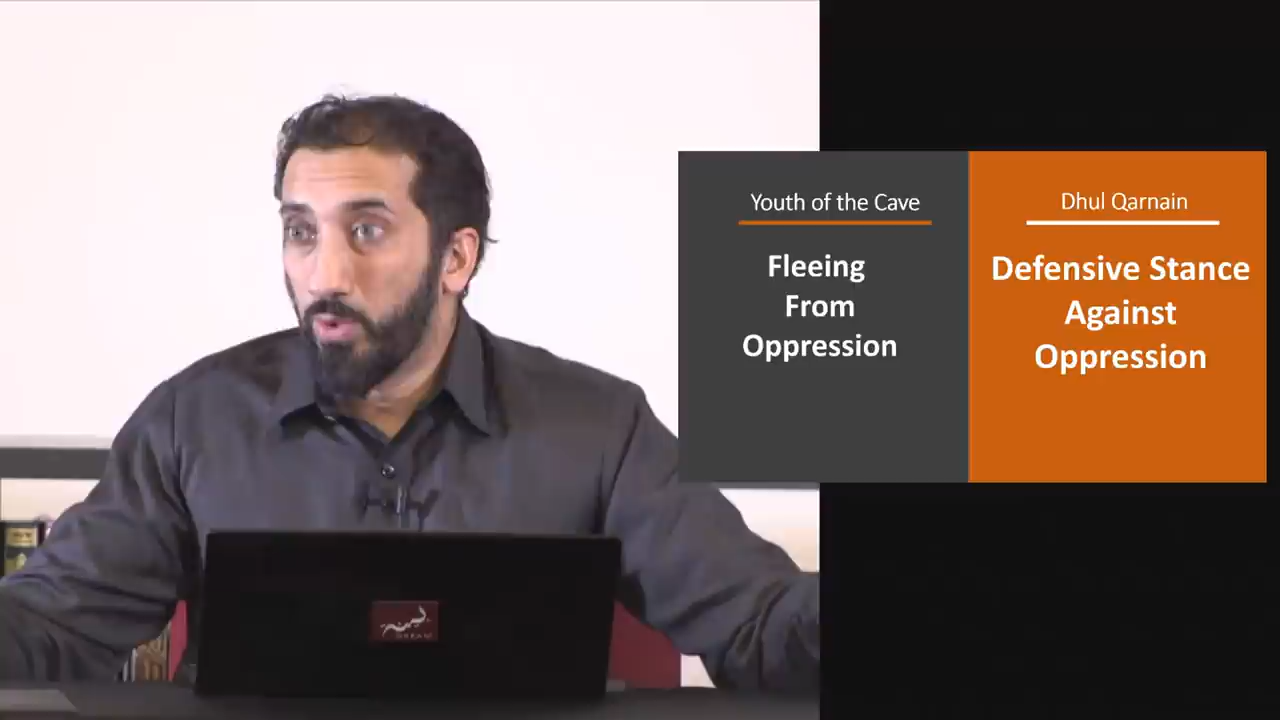 Youth of the Cave
Fleeing
From
Oppression
Dhul Qarnain
Defensive Stance
Against
Oppression